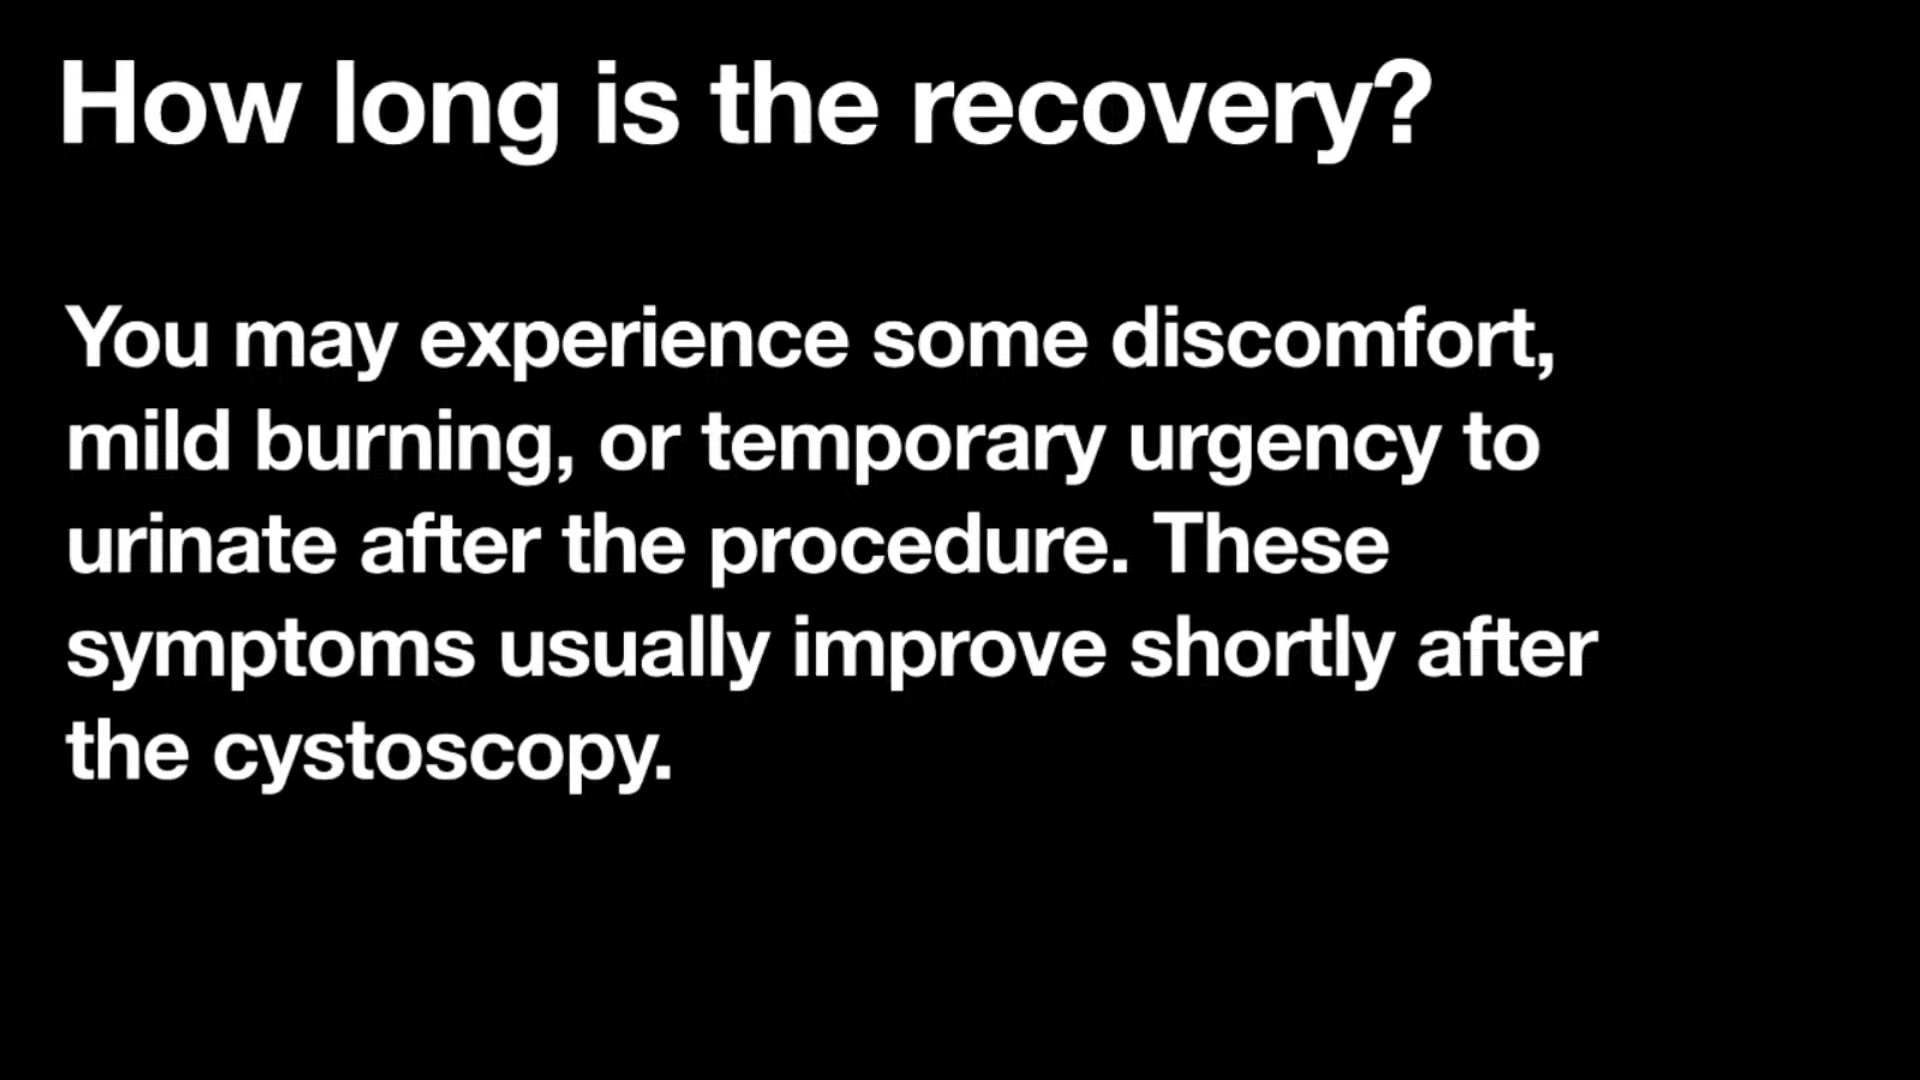 How long is the recovery?
You may experience some discomfort,
mild burning, or temporary urgency to
urinate after the procedure. These
symptoms usually improve shortly after
the cystoscopy.